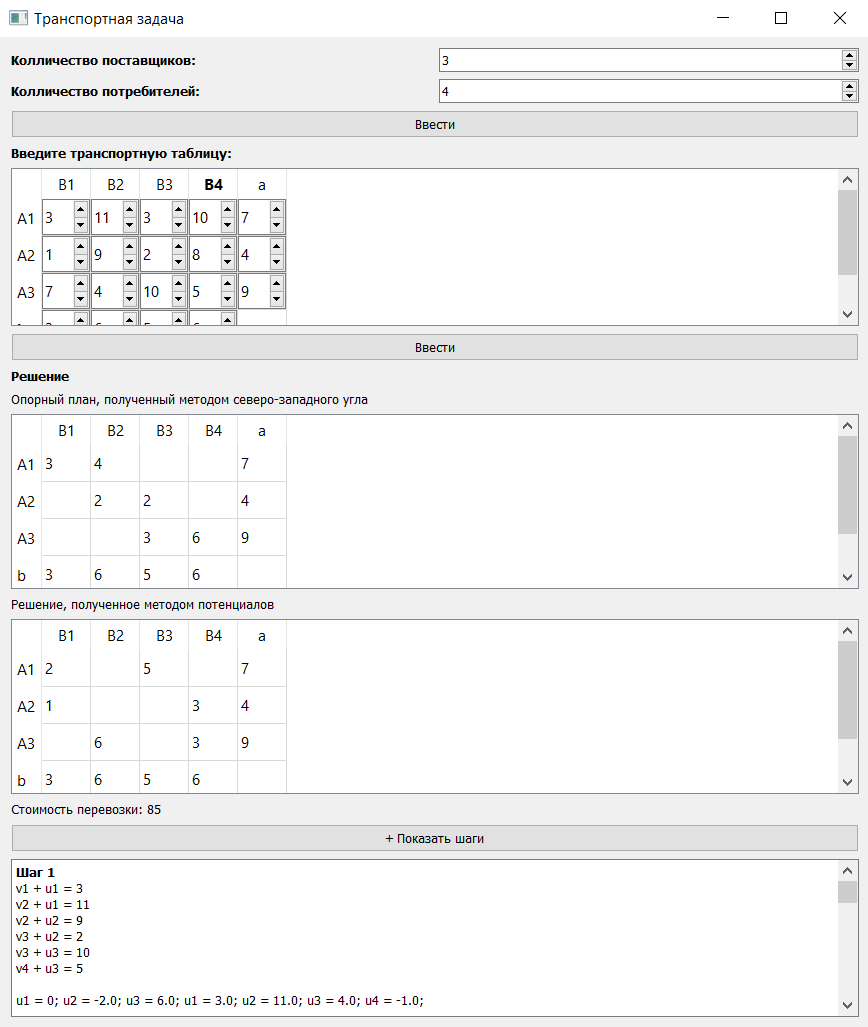 Транспортная задача
Колличество поставщиков: 3
Колличество потребителей: 4
Ввести
Введите транспортную таблицу:
B1 B2 B3 B4 a
A1 3 11 3 10 7
A2 1 9 2 8 4
A3 7 4 10 5 9
Ввести
Решение
Опорный план, полученный методом северо-западного угла
B1 B2 B3 B4 a
A1 3 4 7
A2 2 2 4
A3 3 6 9
b 3 6 5 6
Решение, полученное методом потенциалов
B1 B2 B3 B4 a
A1 2 5 7
A2 1 3 4
A3 6 3 9
b 3 6 5 6
Стоимость перевозки: 85
+ Показать шаги
Шаг 1
v1 + u1 = 3
v2 + u1 = 11
v2 + u2 = 9
v3 + u2 = 2
v3 + u3 = 10
v4 + u3 = 5
u1 = 0; u2 = -2.0; u3 = 6.0; u1 = 3.0; u2 = 11.0; u3 = 4.0; u4 = -1.0;